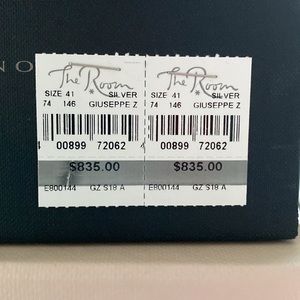 NO
The Room The Room
SIZE 41 SILVER SIZE 41 SILVER
74 146 GIUSEPPE Z 74 146 GIUSEPPE Z
00899 72062 00899 72062
$835.00 $835.00
E800144 GZ S18 A E800144 GZ S18 A